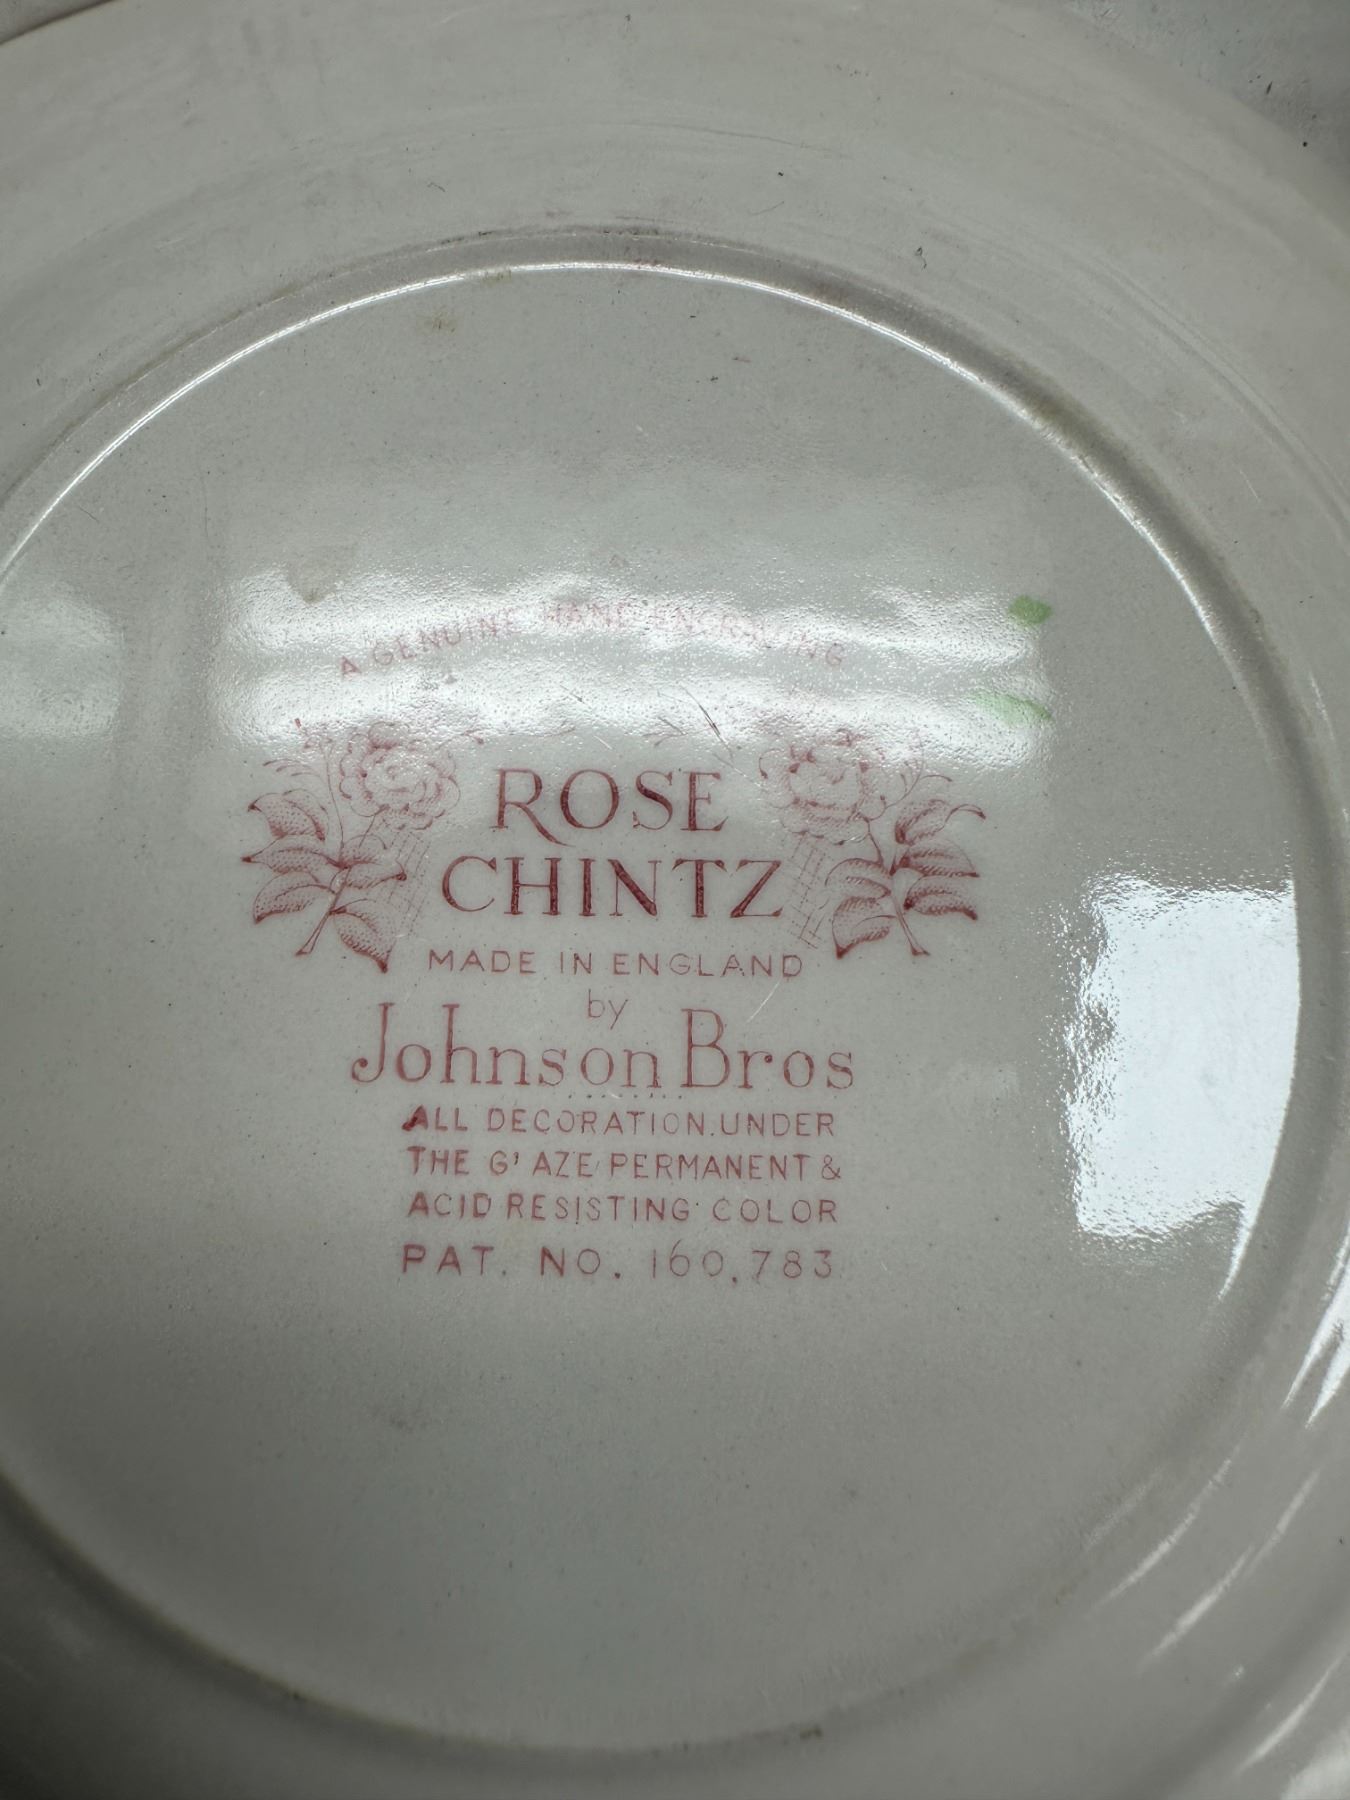 A GENUINE HAND ENGRAVING
ROSE
CHINTZ
MADE IN ENGLAND
by
Johnson Bros
ALL DECORATION UNDER
THE G' AZE PERMANENT &
ACID RESISTING COLOR
PAT. NO. 160,783